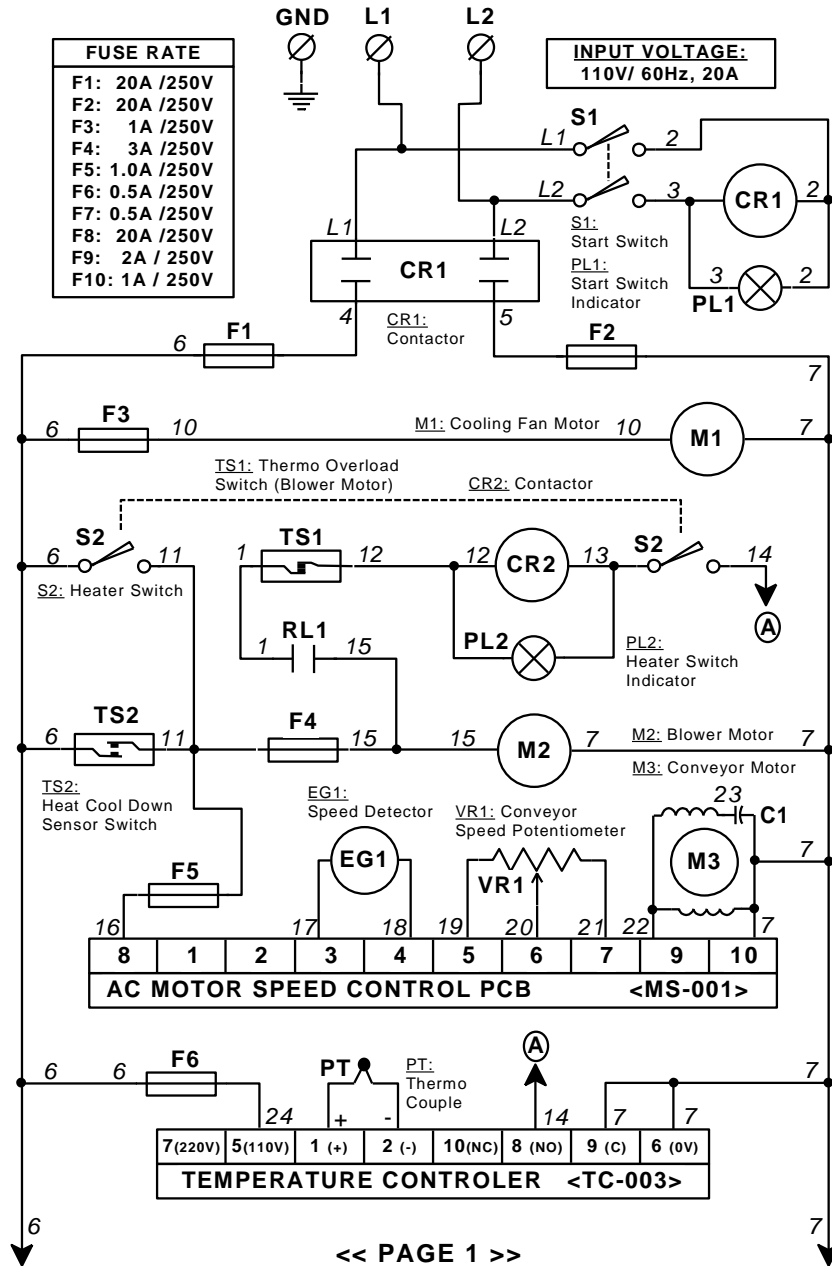 GND L1 L2
FUSE RATE
F1: 20A /250V
F2: 20A /250V
F3: 1A /250V
F4: 3A /250V
F5: 1.0A /250V
F6: 0.5A /250V
F7: 0.5A /250V
F8: 20A /250V
F9: 2A / 250V
F10: 1A / 250V
INPUT VOLTAGE:
110V/ 60Hz, 20A
S1
L1 2
L2 3 CR1 2
S1:
Start Switch
PL1:
Start Switch
Indicator
3 2
PL1
L1 L2
CR1
4 5
CR1:
Contactor
6 F1 F2
7
F3
6 10 M1: Cooling Fan Motor 10 M1 7
TS1: Thermo Overload
Switch (Blower Motor)
CR2: Contactor
S2 TS1 S2
6 11 1 12 12 CR2 13 14
S2: Heater Switch
A
RL1
1 15 PL2
PL2:
Heater Switch
Indicator
TS2 F4
6 11 15 15 M2 7 7
M2: Blower Motor
M3: Conveyor Motor
TS2:
Heat Cool Down
Sensor Switch
EG1:
Speed Detector
VR1: Conveyor
Speed Potentiometer
23 C1
F5 EG1 VR1 M3 7
16 17 18 19 20 21 22 7
8 1 2 3 4 5 6 7 9 10
AC MOTOR SPEED CONTROL PCB <MS-001>
A
F6 PT
PT:
Thermo
Couple
6 6 7
24 + - 14 7 7
7(220V) 5(110V) 1 (+) 2 (-) 10(NC) 8 (NO) 9 (C) 6 (0V)
TEMPERATURE CONTROLER <TC-003>
6 7
<< PAGE 1 >>